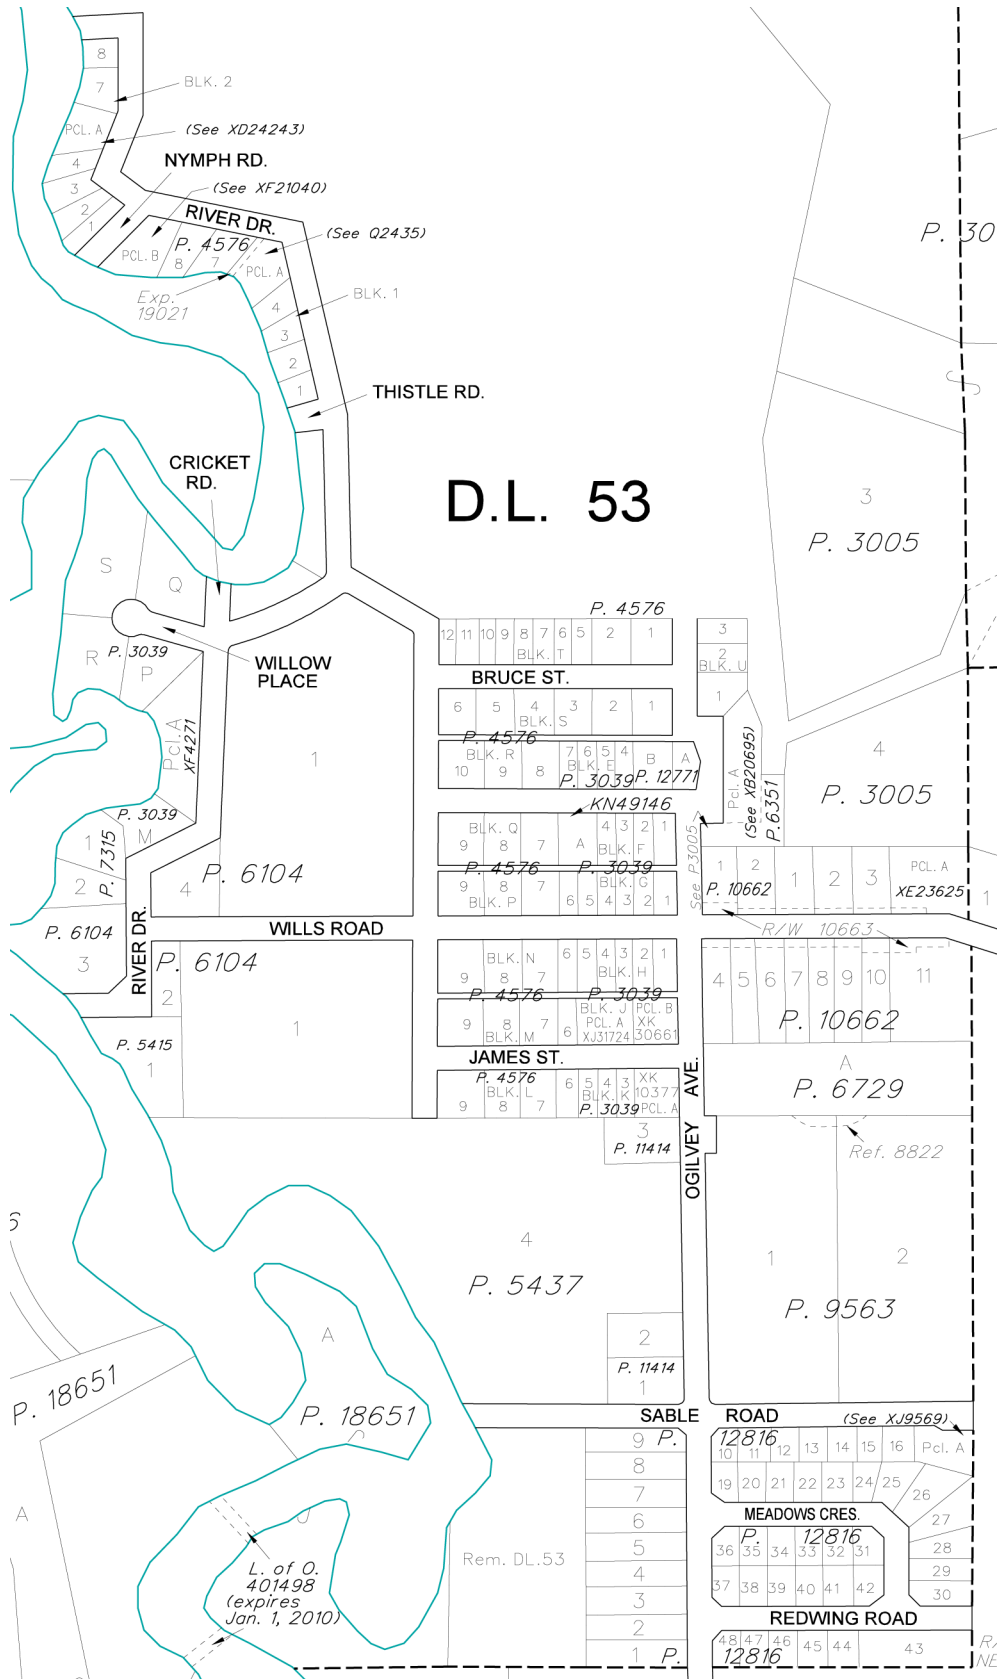 8
7
BLK. 2
PCL. A
(See XD24243)
4
3
2
1
NYMPH RD.
(See XF21040)
RIVER DR.
(See Q2435)
P. 4576
PCL. B
8
7
PCL. A
Exp.
19021
BLK. 1
4
3
2
1
THISTLE RD.
P. 30
CRICKET
RD.
D.L. 53
3
P. 3005
S
Q
R
P. 3039
P
WILLOW
PLACE
Pcl. A
XF4271
P. 4576
12 11 10 9 8 7 6 5 2 1
BLK. T
3
2
BLK. U
1
BRUCE ST.
6 5 4 3 2 1
BLK. S
P. 4576
BLK. R
10 9 8
7 6 5 4
BLK. E
B A
P. 3039
P. 12771
Pcl. A
(See XB20695)
P. 6351
4
P. 3005
1
P. 3039
M
1
P. 7315
2
KN49146
BLK. Q
9 8 7
A
4 3 2 1
BLK. F
P. 4576
P. 3039
See P3005
1 2
P. 10662
1 2 3
PCL. A
XE23625
1
4
P. 6104
9 8 7
BLK. P
BLK. G
6 5 4 3 2 1
R/W 10663
P. 6104
3
RIVER DR.
WILLS ROAD
P. 6104
2
1
P. 5415
1
BLK. N
9 8 7
6 5 4 3 2 1
BLK. H
P. 4576
P. 3039
4 5 6 7 8 9 10 11
P. 10662
9 8 7
BLK. M
6
BLK. J
PCL. A
XJ31724
PCL. B
XK
30661
JAMES ST.
A
P. 6729
P. 4576
BLK. L
9 8 7
6 5 4 3
BLK. K
P. 3039
XK
10377
PCL. A
OGILVEY AVE.
3
P. 11414
Ref. 8822
4
P. 5437
1
2
P. 9563
2
P. 11414
1
A
P. 18651
P. 18651
A
SABLE ROAD
(See XJ9569)
9 P.
12816
10 11 12 13 14 15 16 Pcl. A
8
7
6
5
4
3
2
1 P.
19 20 21 22 23 24 25
26
27
MEADOWS CRES.
P. 12816
36 35 34 33 32 31
37 38 39 40 41 42
28
29
30
Rem. DL.53
L. of O.
401498
(expires
Jan. 1, 2010)
REDWING ROAD
48 47 46 45 44 43
12816